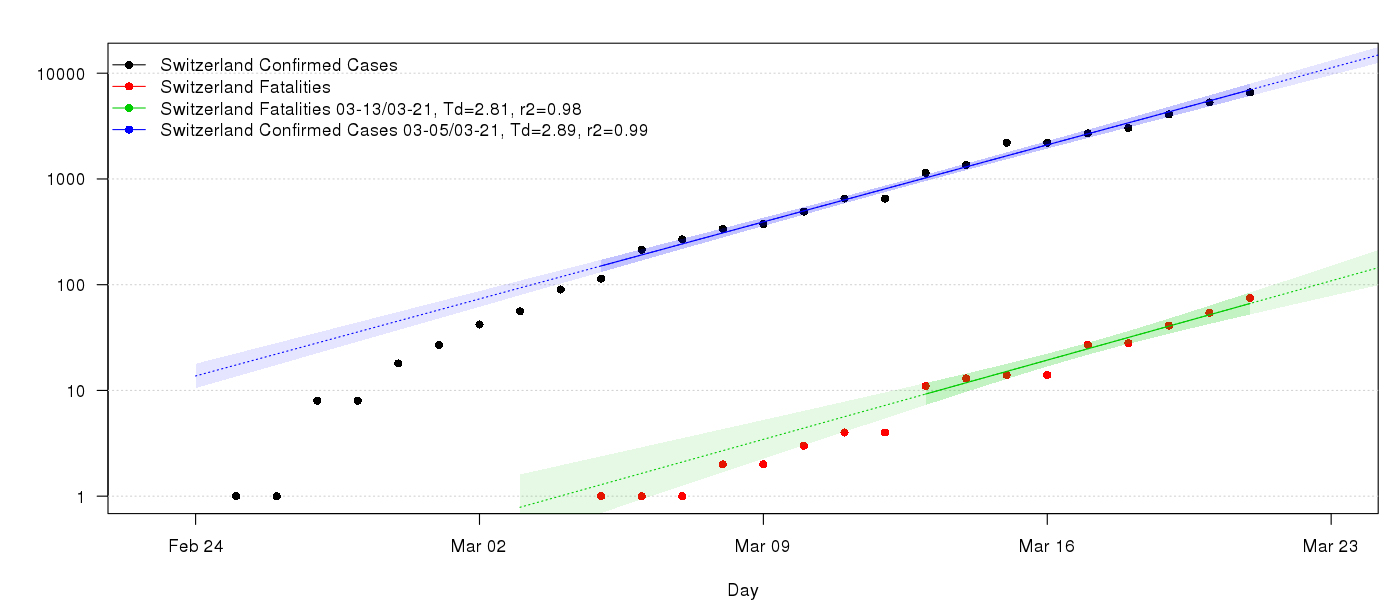 Switzerland Confirmed Cases
Switzerland Fatalities
Switzerland Fatalities 03-13/03-21, Td=2.81, r2=0.98
Switzerland Confirmed Cases 03-05/03-21, Td=2.89, r2=0.99
10000
1000
100
10
1
Feb 24 Mar 02 Mar 09 Mar 16 Mar 23
Day